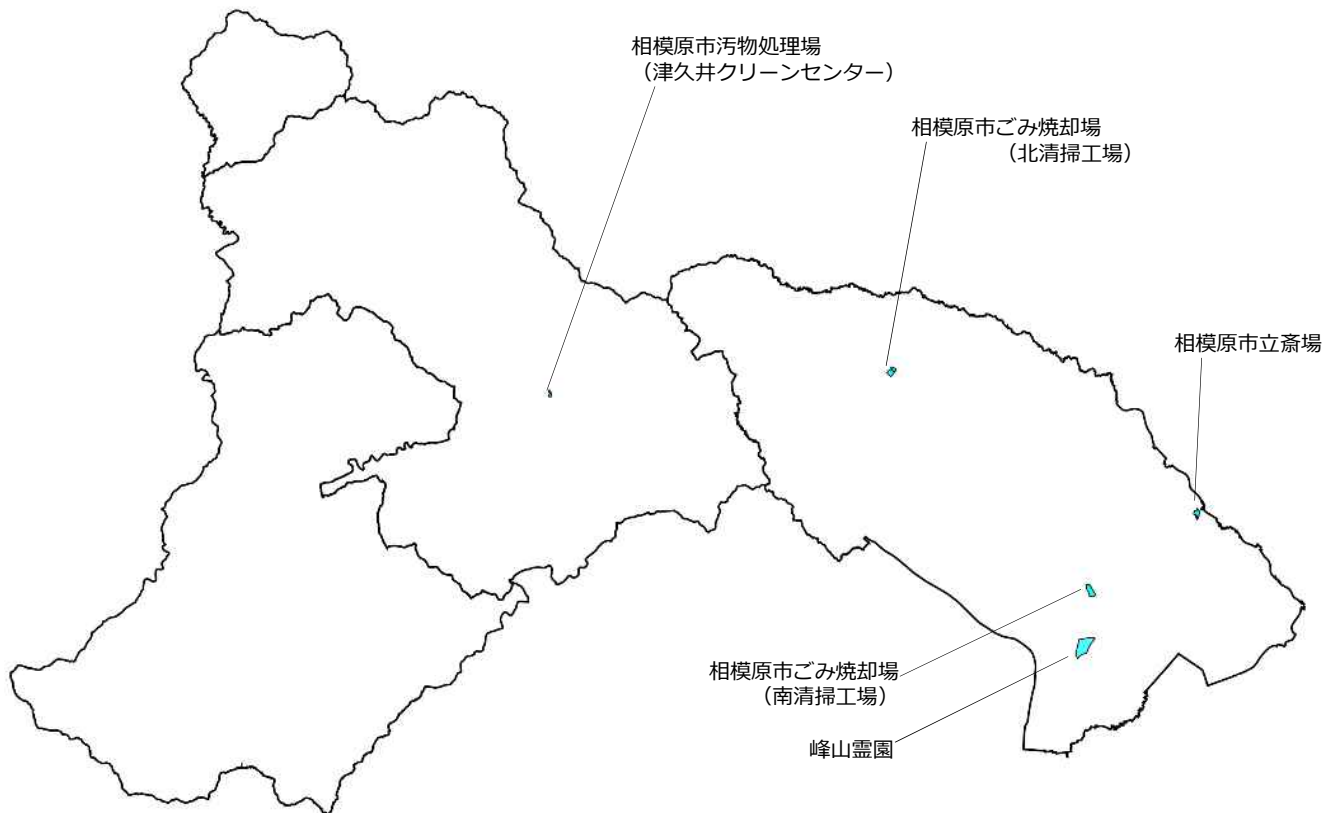 相模原市汚物処理場
（津久井クリーンセンター）
相模原市ごみ焼却場
（北清掃工場）
相模原市立斎場
相模原市ごみ焼却場
（南清掃工場）
峰山霊園